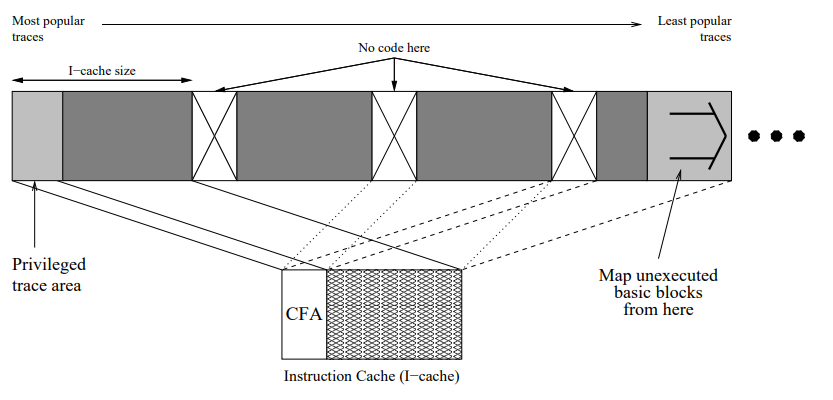 Most popular
traces
Least popular
traces
No code here
I−cache size
Privileged
trace area
CFA
Map unexecuted
basic blocks
from here
Instruction Cache (I−cache)